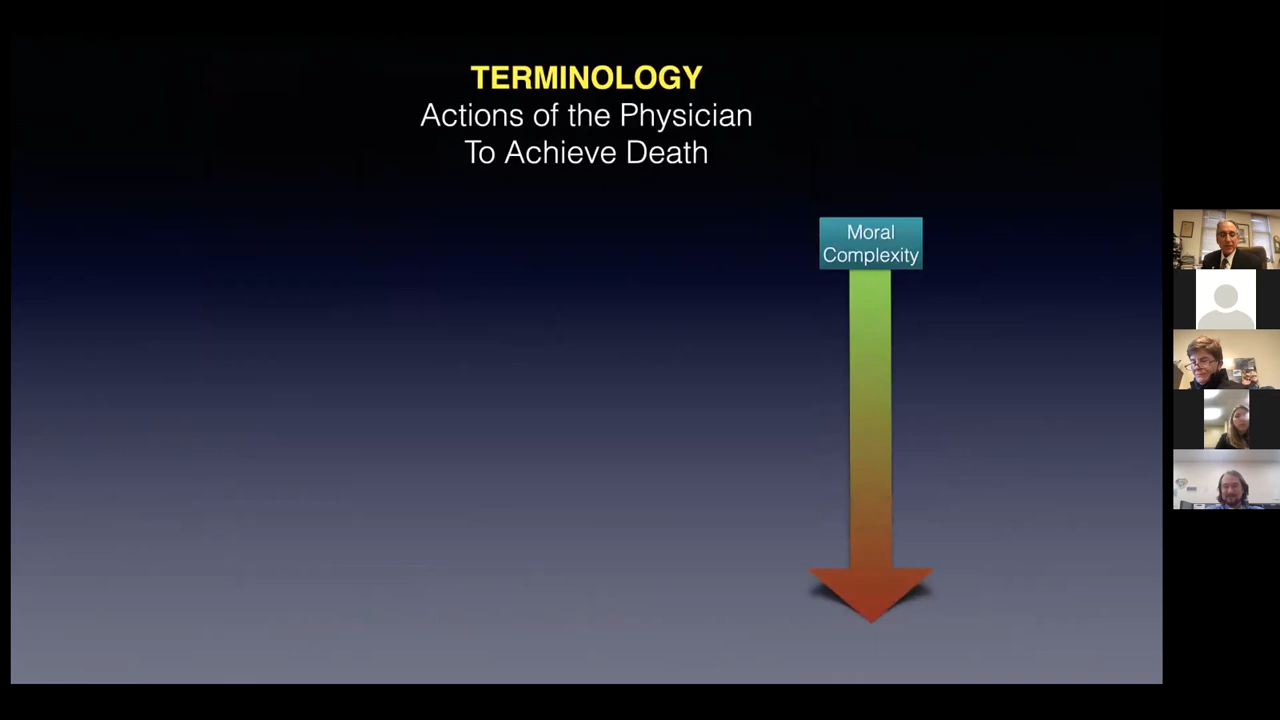 TERMINOLOGY
Actions of the Physician
To Achieve Death
Moral
Complexity